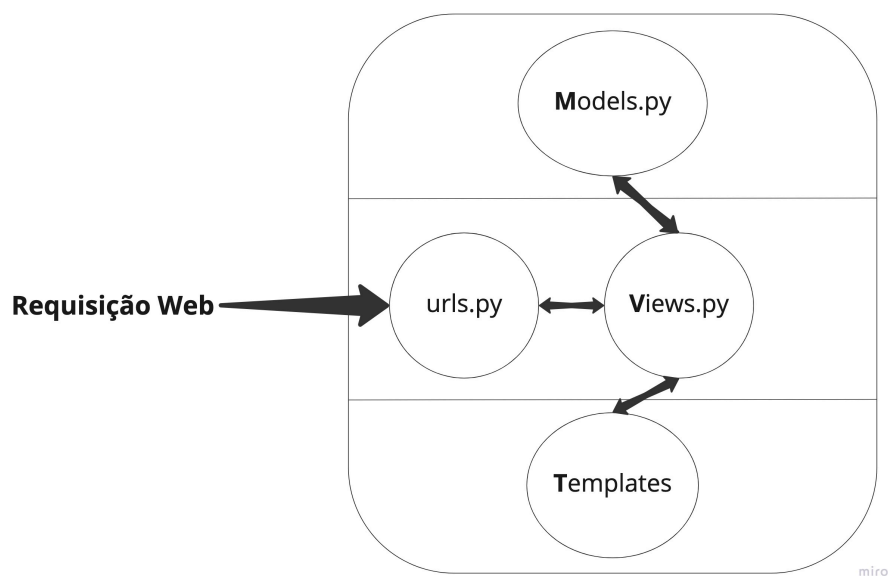 Models.py
Requisição Web
urls.py
Views.py
Templates
miro